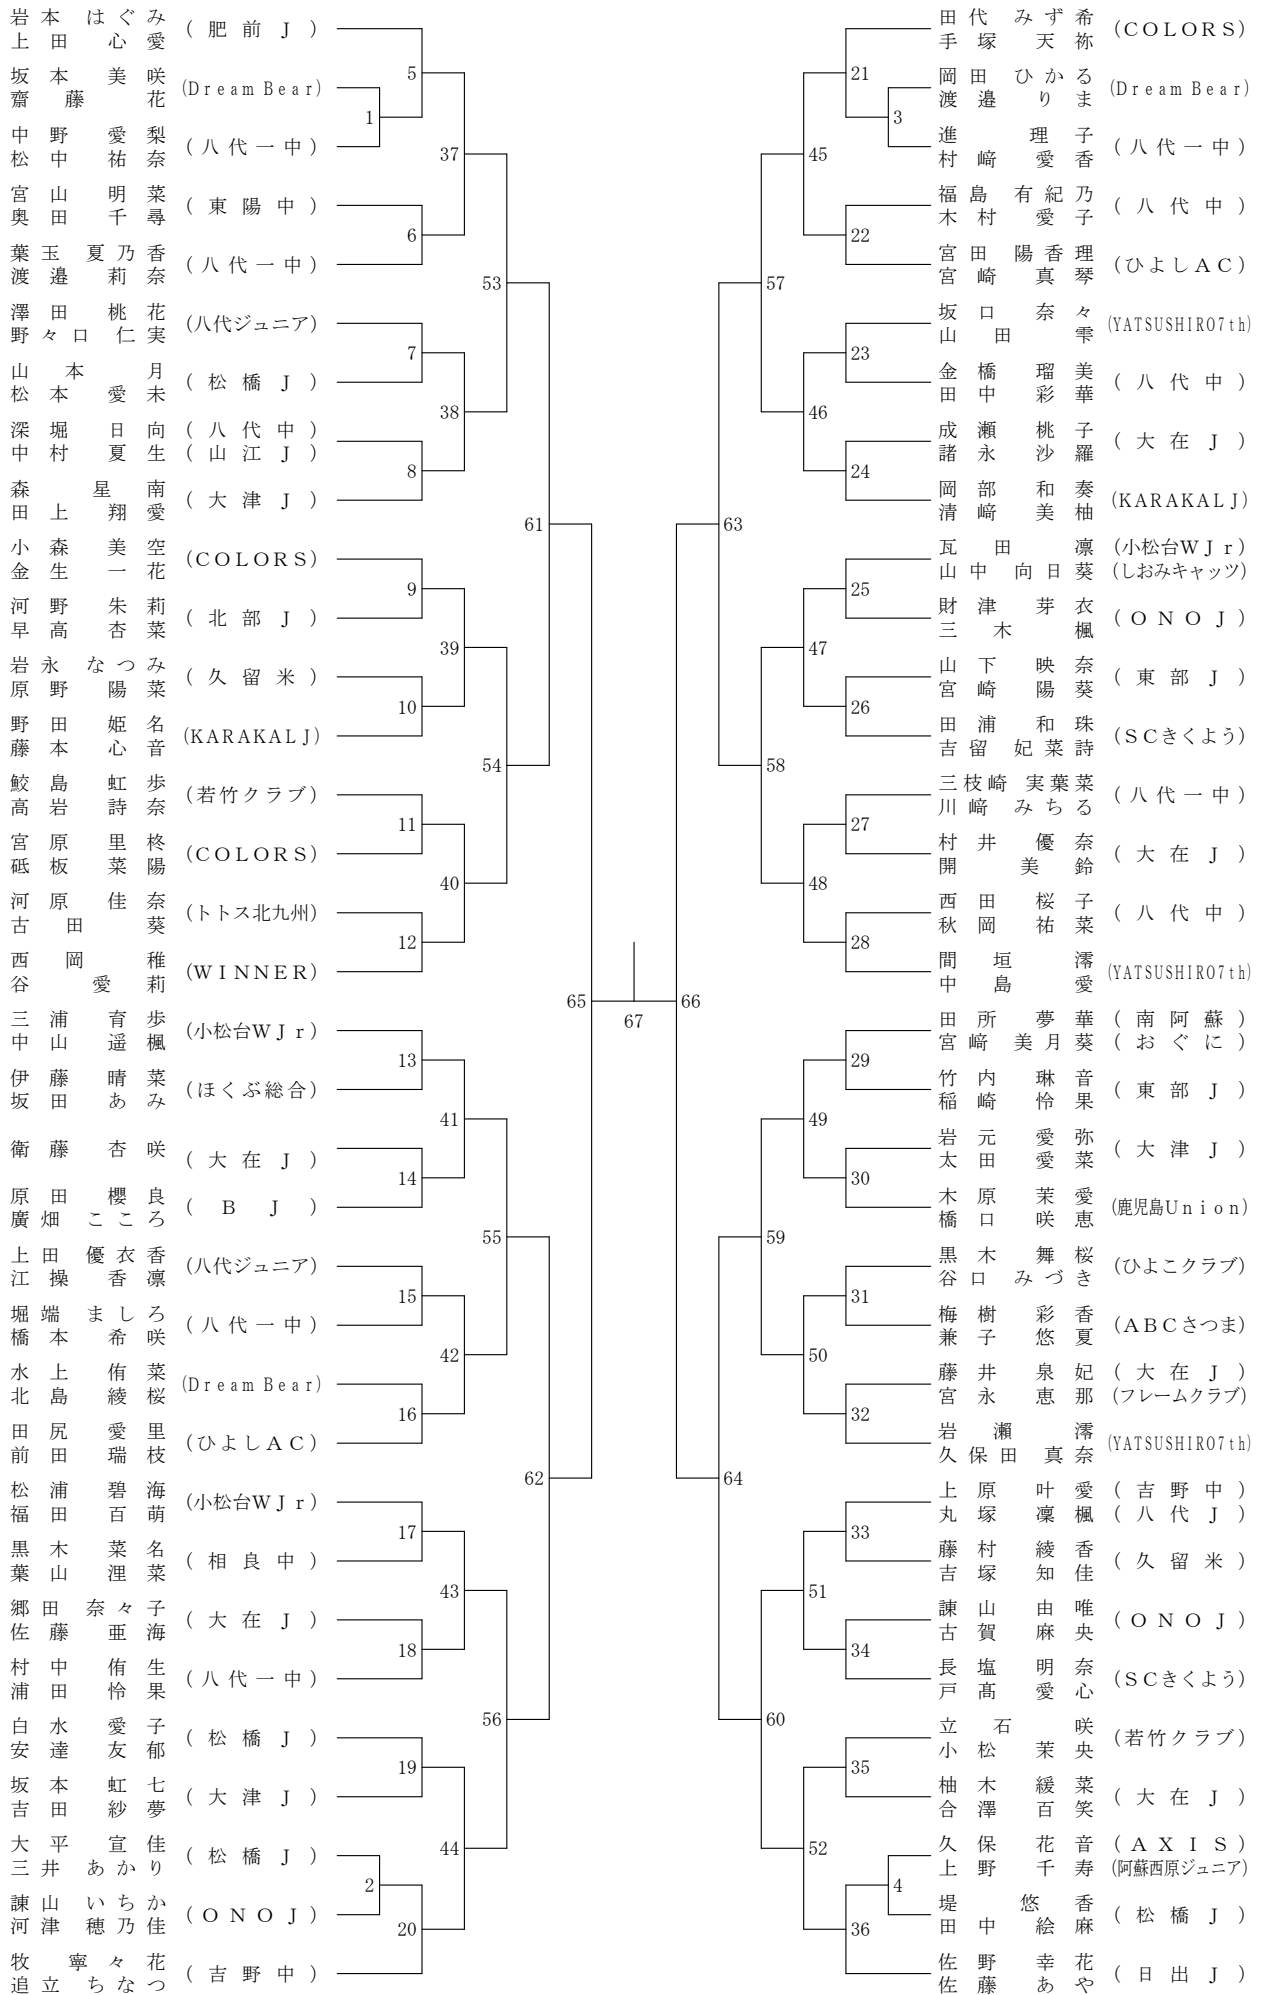 岩本 はぐみ
上田 心愛 (肥前J)
坂本 美咲
齋藤 花 (Dream Bear)
1
5
中野 愛梨
松中 祐奈 (八代一中)
37
宮山 明菜
奥田 千尋 (東陽中)
6
葉玉 夏乃香
渡邉 莉奈 (八代一中)
53
澤田 桃花
野々口 仁実 (八代ジュニア)
7
山本 月
松本 愛未 (松橋J)
38
深堀 日向 (八代中)
中村 夏生 (山江J)
8
森 星南
田上 翔愛 (大津J)
61
小森 美空
金生 一花 (COLORS)
9
河野 朱莉
早高 杏菜 (北部J)
39
岩永 なつみ
原野 陽菜 (久留米)
10
野田 姫名
藤本 心音 (KARAKALJ)
54
鮫島 虹歩
高岩 詩奈 (若竹クラブ)
11
宮原 里柊
砥板 菜陽 (COLORS)
40
河原 佳奈
古田 葵 (トトス北九州)
12
西岡 稚
谷 愛莉 (WINNER)
65
三浦 育歩
中山 遥楓 (小松台WJr)
13
伊藤 晴菜
坂田 あみ (ほくぶ総合)
41
衛藤 杏咲 (大在J)
14
原田 櫻良
廣畑 こころ (BJ)
55
上田 優衣香
江操 香凛 (八代ジュニア)
15
堀端 ましろ
橋本 希咲 (八代一中)
42
水上 侑菜
北島 綾桜 (Dream Bear)
16
田尻 愛里
前田 瑞枝 (ひよしAC)
62
松浦 碧海
福田 百萌 (小松台WJr)
17
黒木 菜名
葉山 浬菜 (相良中)
43
郷田 奈々子
佐藤 亜海 (大在J)
18
村中 侑生
浦田 怜果 (八代一中)
56
白水 愛子
安達 友郁 (松橋J)
19
坂本 虹七
吉田 紗夢 (大津J)
44
大平 宣佳
三井 あかり (松橋J)
2
諌山 いちか
河津 穂乃佳 (ONOJ)
20
牧 寧々花
追立 ちなつ (吉野中)
67
田代 みず希
手塚 天祢 (COLORS)
21
岡田 ひかる
渡邉 りま (Dream Bear)
3
進 理子
村﨑 愛香 (八代一中)
45
福島 有紀乃
木村 愛子 (八代中)
22
宮田 陽香理
宮崎 真琴 (ひよしAC)
57
坂口 奈々
山田 雫 (YATSUSHIRO7th)
23
金橋 瑠美
田中 彩華 (八代中)
46
成瀬 桃子
諸永 沙羅 (大在J)
24
岡部 和奏
清﨑 美柚 (KARAKALJ)
63
瓦田 凛 (小松台WJr)
山中 向日葵 (しおみキャッツ)
25
財津 芽衣
三木 楓 (ONOJ)
47
山下 映奈
宮崎 陽葵 (東部J)
26
田浦 和珠
吉留 妃菜詩 (SCきくよう)
58
三枝崎 実葉菜
川﨑 みちる (八代一中)
27
村井 優奈
開 美鈴 (大在J)
48
西田 桜子
秋岡 祐菜 (八代中)
28
間垣 澪
中島 愛 (YATSUSHIRO7th)
66
田所 夢華 (南阿蘇)
宮﨑 美月葵 (おぐに)
29
竹内 琳音
稲崎 怜果 (東部J)
49
岩元 愛弥
太田 愛菜 (大津J)
30
木原 茉愛
橋口 咲恵 (鹿児島Union)
59
黒木 舞桜
谷口 みづき (ひよこクラブ)
31
梅樹 彩香
兼子 悠夏 (ABCさつま)
50
藤井 泉妃 (大在J)
宮永 恵那 (フレームクラブ)
32
岩瀬 澪
久保田 真奈 (YATSUSHIRO7th)
64
上原 叶愛 (吉野中)
丸塚 凜楓 (八代J)
33
藤村 綾香
吉塚 知佳 (久留米)
51
諌山 由唯
古賀 麻央 (ONOJ)
34
長塩 明奈
戸髙 愛心 (SCきくよう)
60
立石 咲
小松 茉央 (若竹クラブ)
35
柚木 緩菜
合澤 百笑 (大在J)
52
久保 花音 (AXIS)
上野 千寿 (阿蘇西原ジュニア)
4
堤 悠香
田中 絵麻 (松橋J)
36
佐野 幸花
佐藤 あや (日出J)